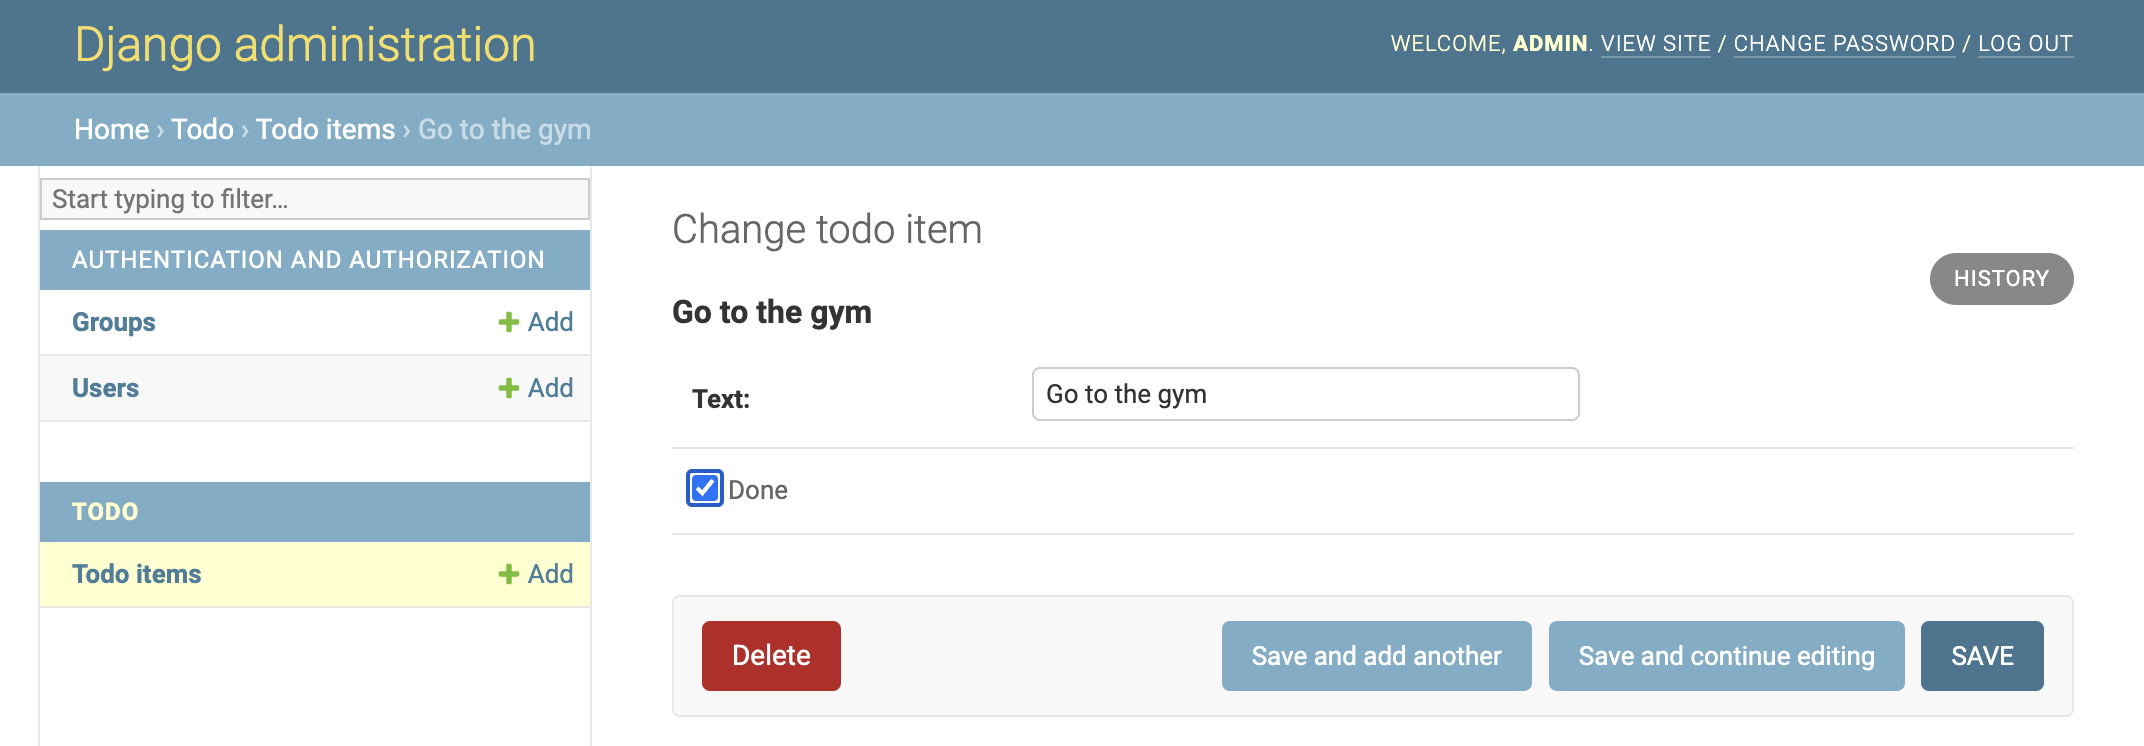 Django administration
WELCOME, ADMIN. VIEW SITE / CHANGE PASSWORD / LOG OUT
Home › Todo › Todo items › Go to the gym
Start typing to filter...
AUTHENTICATION AND AUTHORIZATION
Groups + Add
Users + Add
TODO
Todo items + Add
Change todo item
HISTORY
Go to the gym
Text: Go to the gym
Done
Delete Save and add another Save and continue editing SAVE